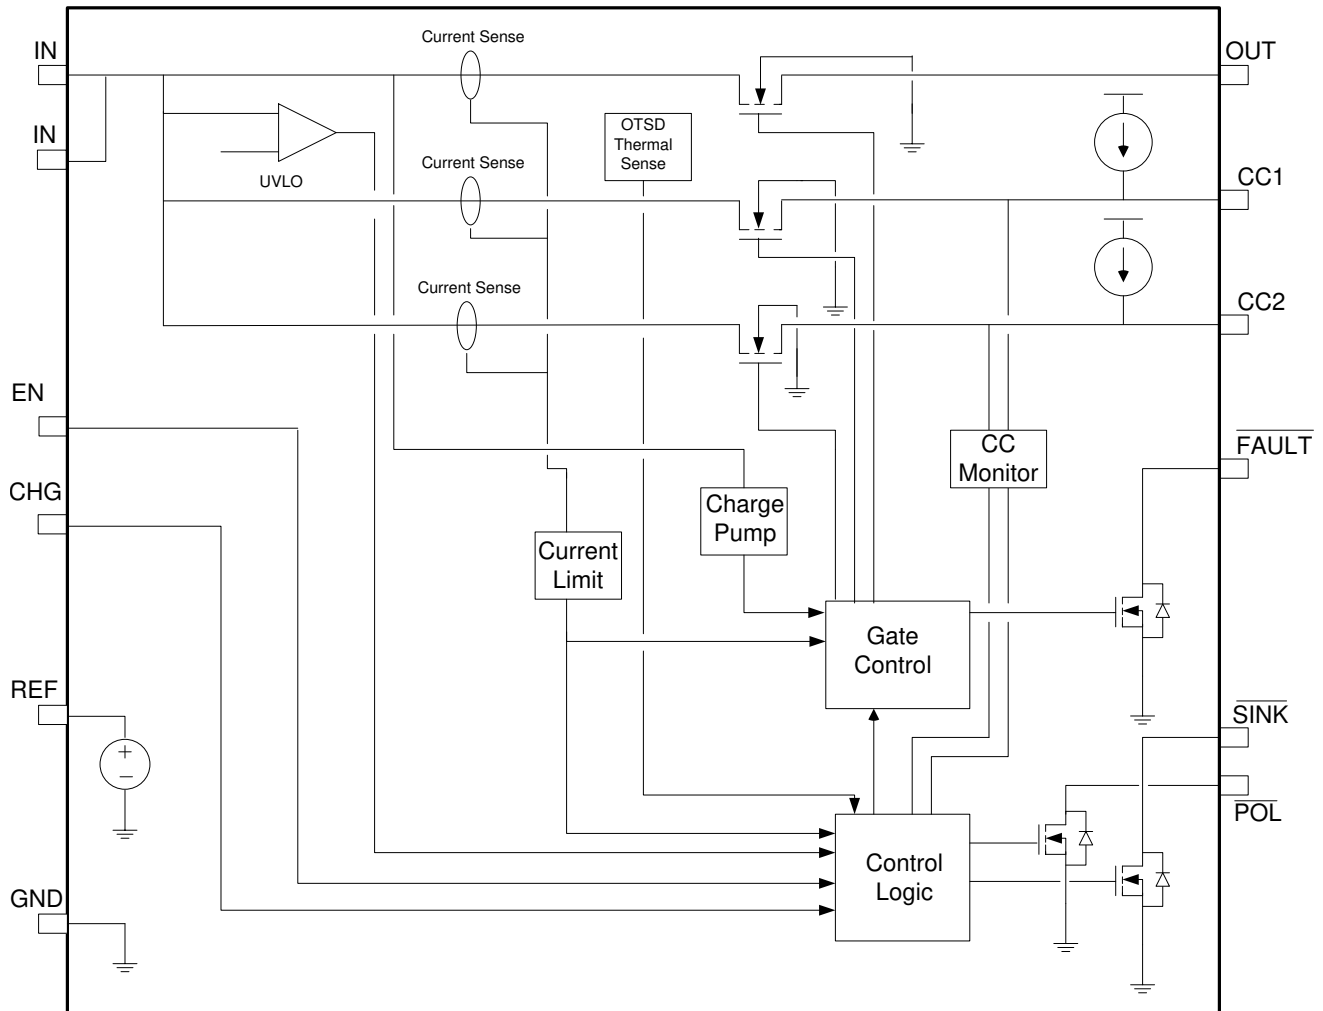 Current Sense
IN
OUT
IN
OTSD
Thermal
Sense
Current Sense
UVLO
CC1
Current Sense
CC2
EN
FAULT
CC
Monitor
CHG
Charge
Pump
Current
Limit
Gate
Control
REF
SINK
+
−
POL
Control
Logic
GND